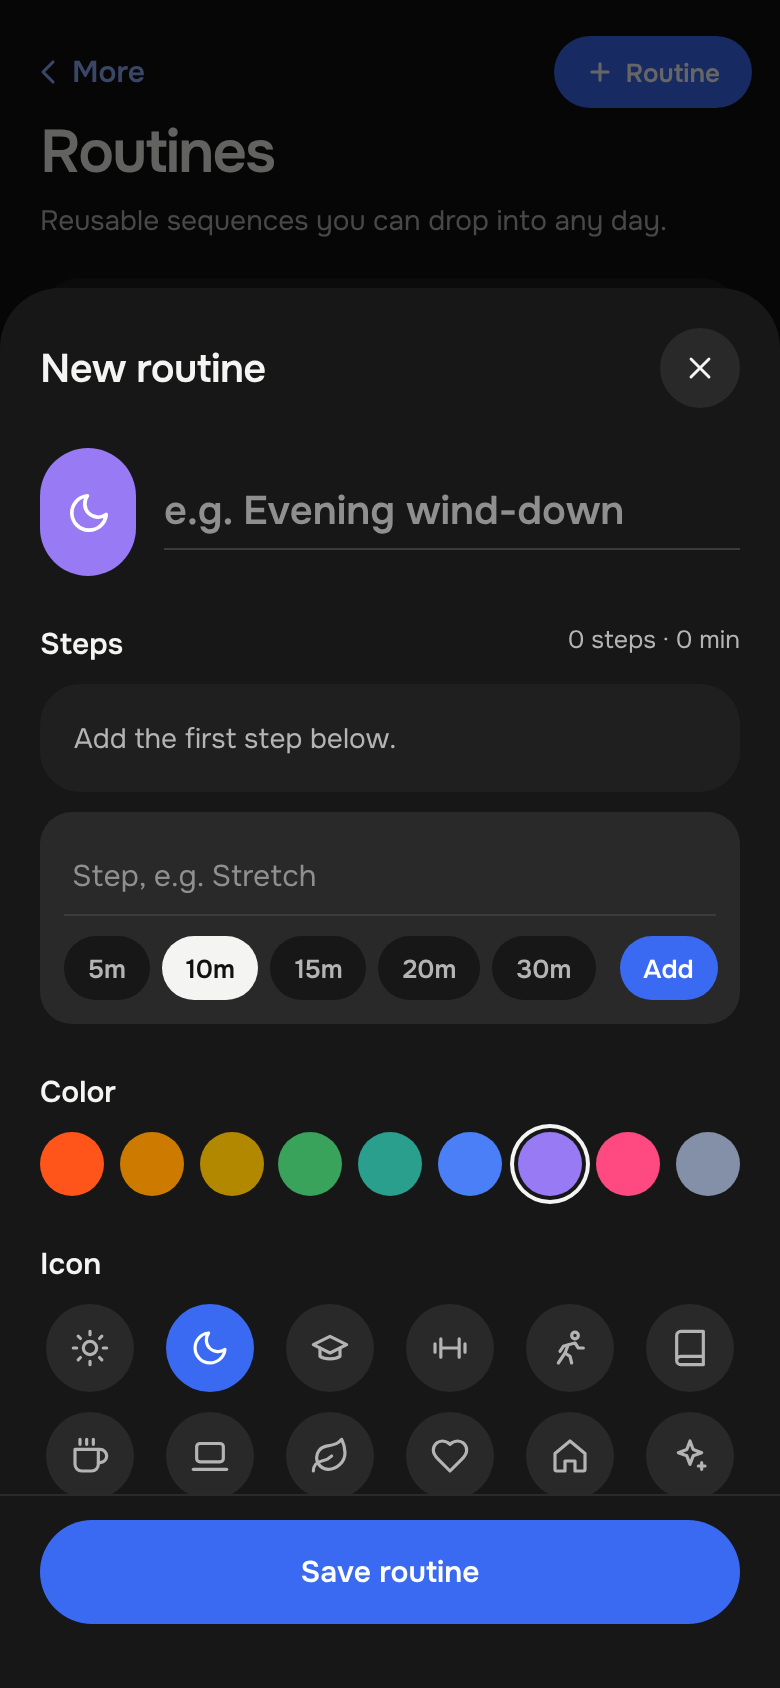 More
+ Routine
Routines
Reusable sequences you can drop into any day.
New routine
e.g. Evening wind-down
Steps
0 steps · 0 min
Add the first step below.
Step, e.g. Stretch
5m 10m 15m 20m 30m Add
Color
Icon
Save routine